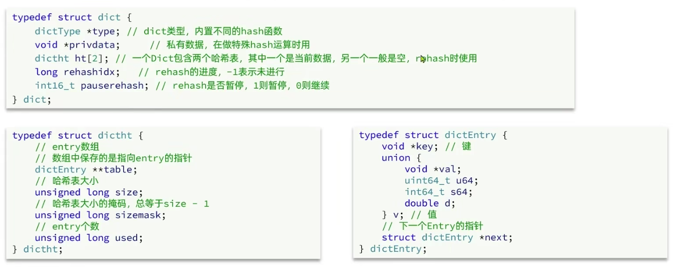 typedef struct dict {
dictType *type; // dict类型，内置不同的hash函数
void *privdata; // 私有数据，在做特殊hash运算时用
dictht ht[2]; // 一个Dict包含两个哈希表，其中一个是当前数据，另一个一般是空，rehash时使用
long rehashidx; // rehash的进度，-1表示未进行
int16_t pauserehash; // rehash是否暂停，1则暂停，0则继续
} dict;
typedef struct dictht {
// entry数组
// 数组中保存的是指向entry的指针
dictEntry **table;
// 哈希表大小
unsigned long size;
// 哈希表大小的掩码，总等于size - 1
unsigned long sizemask;
// entry个数
unsigned long used;
} dictht;
typedef struct dictEntry {
void *key; // 键
union {
void *val;
uint64_t u64;
int64_t s64;
double d;
} v; // 值
// 下一个Entry的指针
struct dictEntry *next;
} dictEntry;